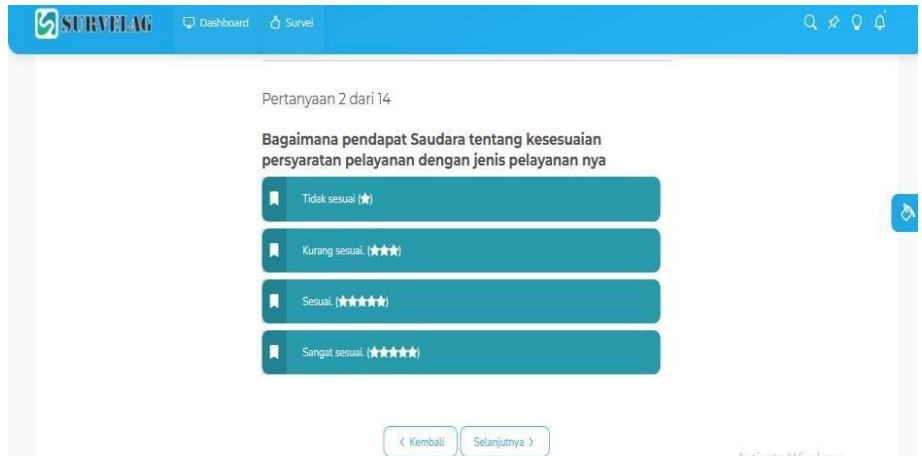 SURVELAG Dashboard Survei
Pertanyaan 2 dari 14
Bagaimana pendapat Saudara tentang kesesuaian
persyaratan pelayanan dengan jenis pelayanan nya
Tidak sesuai (★)
Kurang sesuai. (★★★)
Sesuai. (★★★★★)
Sangat sesuai. (★★★★★)
< Kembali Selanjutnya >